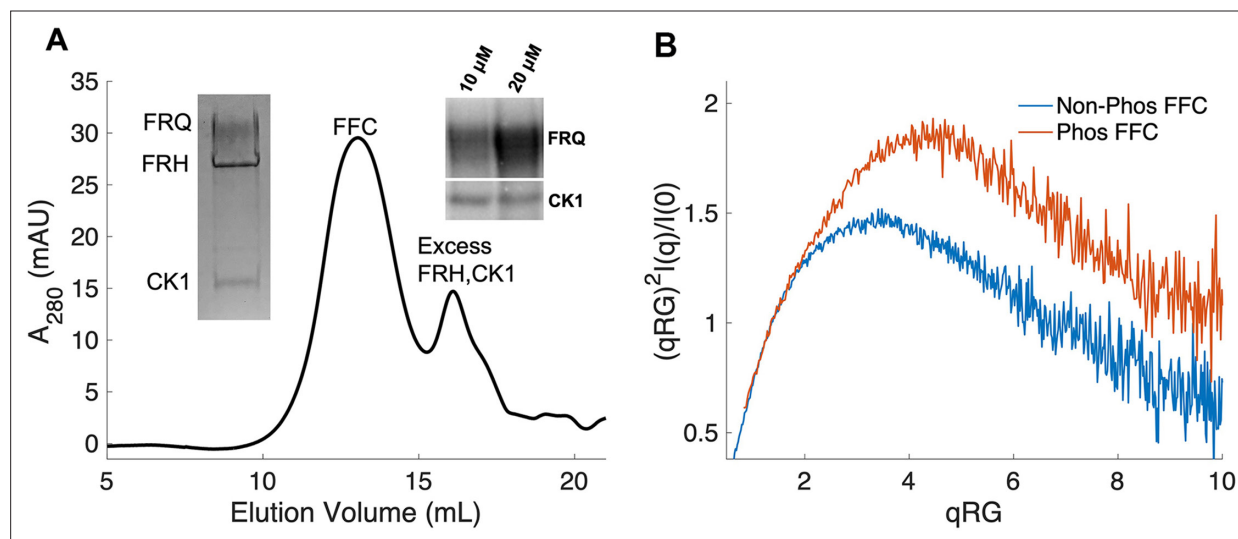 A
B
10 µM
20 µM
35
30
25
20
15
10
5
0
A280 (mAU)
FRQ
FRH
CK1
FFC
FRQ
CK1
Excess
FRH,CK1
5
10
15
20
Elution Volume (mL)
2
1.5
1
0.5
(qRG)²I(q)/I(0)
Non-Phos FFC
Phos FFC
2
4
6
8
10
qRG